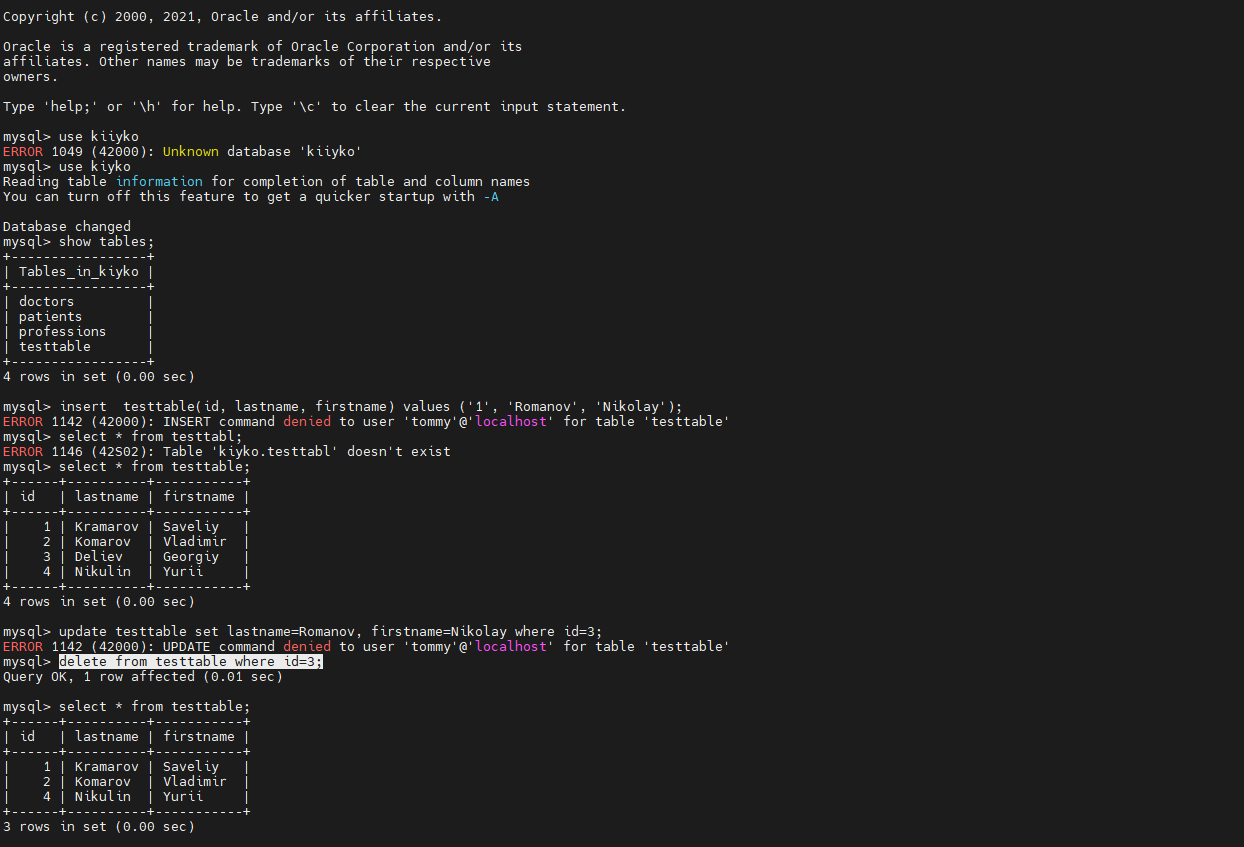 Copyright (c) 2000, 2021, Oracle and/or its affiliates.
Oracle is a registered trademark of Oracle Corporation and/or its
affiliates. Other names may be trademarks of their respective
owners.
Type 'help;' or '\h' for help. Type '\c' to clear the current input statement.
mysql> use kiiyko
ERROR 1049 (42000): Unknown database 'kiiyko'
mysql> use kiyko
Reading table information for completion of table and column names
You can turn off this feature to get a quicker startup with -A
Database changed
mysql> show tables;
+-----------------+
| Tables_in_kiyko |
+-----------------+
| doctors         |
| patients        |
| professions     |
| testtable       |
+-----------------+
4 rows in set (0.00 sec)
mysql> insert  testtable(id, lastname, firstname) values ('1', 'Romanov', 'Nikolay');
ERROR 1142 (42000): INSERT command denied to user 'tommy'@'localhost' for table 'testtable'
mysql> select * from testtabl;
ERROR 1146 (42S02): Table 'kiyko.testtabl' doesn't exist
mysql> select * from testtable;
+------+----------+-----------+
| id   | lastname | firstname |
+------+----------+-----------+
|    1 | Kramarov | Saveliy   |
|    2 | Komarov  | Vladimir  |
|    3 | Deliev   | Georgiy   |
|    4 | Nikulin  | Yurii     |
+------+----------+-----------+
4 rows in set (0.00 sec)
mysql> update testtable set lastname=Romanov, firstname=Nikolay where id=3;
ERROR 1142 (42000): UPDATE command denied to user 'tommy'@'localhost' for table 'testtable'
mysql> delete from testtable where id=3;
Query OK, 1 row affected (0.01 sec)
mysql> select * from testtable;
+------+----------+-----------+
| id   | lastname | firstname |
+------+----------+-----------+
|    1 | Kramarov | Saveliy   |
|    2 | Komarov  | Vladimir  |
|    4 | Nikulin  | Yurii     |
+------+----------+-----------+
3 rows in set (0.00 sec)